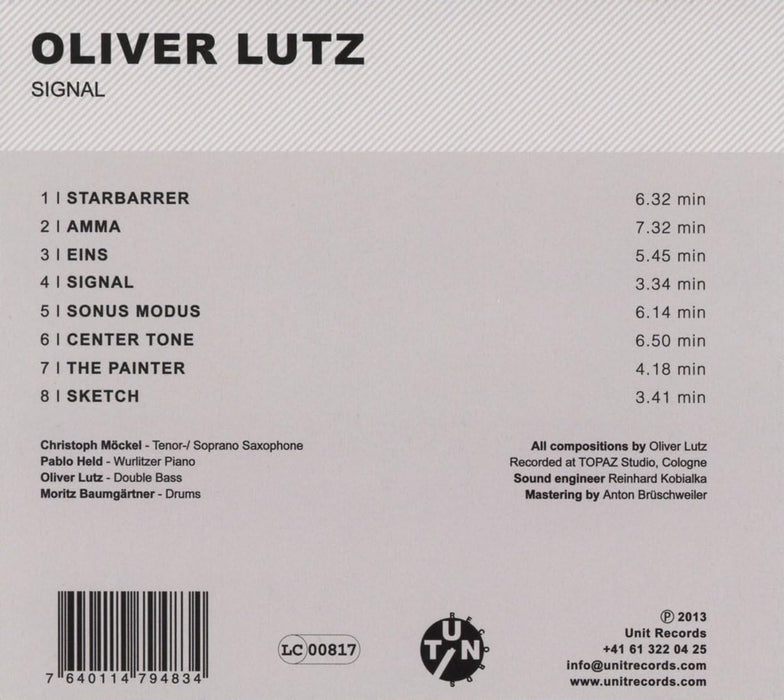 OLIVER LUTZ
SIGNAL
1 | STARBARRER 6.32 min
2 | AMMA 7.32 min
3 | EINS 5.45 min
4 | SIGNAL 3.34 min
5 | SONUS MODUS 6.14 min
6 | CENTER TONE 6.50 min
7 | THE PAINTER 4.18 min
8 | SKETCH 3.41 min
Christoph Möckel - Tenor-/ Soprano Saxophone
Pablo Held - Wurlitzer Piano
Oliver Lutz - Double Bass
Moritz Baumgärtner - Drums
All compositions by Oliver Lutz
Recorded at TOPAZ Studio, Cologne
Sound engineer Reinhard Kobialka
Mastering by Anton Brüschweiler
7 640114 794834
LC 00817
UNIT
RECORDS
℗ 2013
Unit Records
+41 61 322 04 25
info@unitrecords.com
www.unitrecords.com